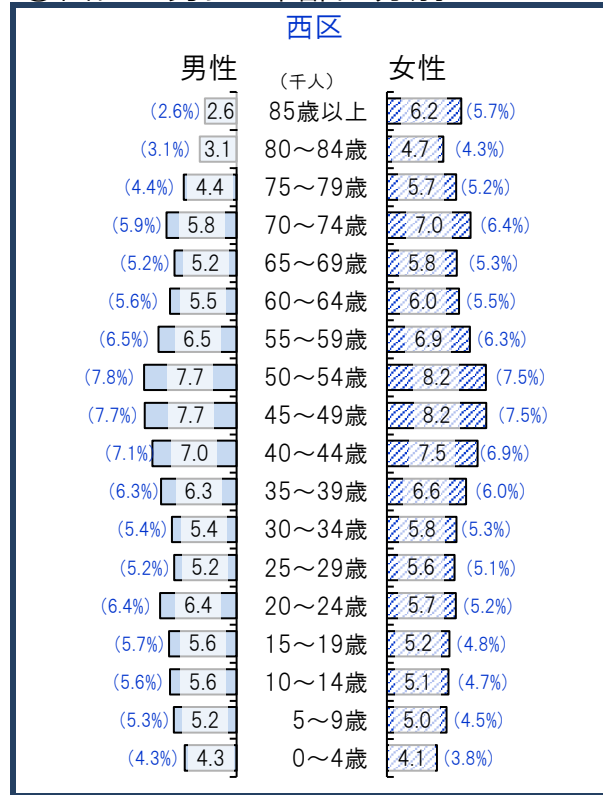 西区
男性 (千人) 女性
(2.6%) 2.6 85歳以上 6.2 (5.7%)
(3.1%) 3.1 80～84歳 4.7 (4.3%)
(4.4%) 4.4 75～79歳 5.7 (5.2%)
(5.9%) 5.8 70～74歳 7.0 (6.4%)
(5.2%) 5.2 65～69歳 5.8 (5.3%)
(5.6%) 5.5 60～64歳 6.0 (5.5%)
(6.5%) 6.5 55～59歳 6.9 (6.3%)
(7.8%) 7.7 50～54歳 8.2 (7.5%)
(7.7%) 7.7 45～49歳 8.2 (7.5%)
(7.1%) 7.0 40～44歳 7.5 (6.9%)
(6.3%) 6.3 35～39歳 6.6 (6.0%)
(5.4%) 5.4 30～34歳 5.8 (5.3%)
(5.2%) 5.2 25～29歳 5.6 (5.1%)
(6.4%) 6.4 20～24歳 5.7 (5.2%)
(5.7%) 5.6 15～19歳 5.2 (4.8%)
(5.6%) 5.6 10～14歳 5.1 (4.7%)
(5.3%) 5.2 5～9歳 5.0 (4.5%)
(4.3%) 4.3 0～4歳 4.1 (3.8%)